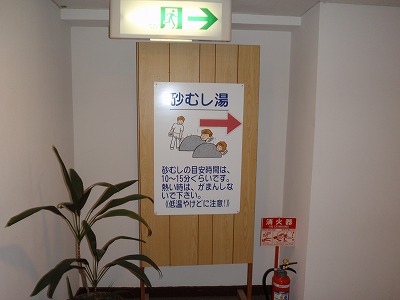 砂むし湯
砂むしの目安時間は、
10〜15分ぐらいです。
熱い時は、がまんしな
いで下さい。
《低温やけどに注意!》
消火器